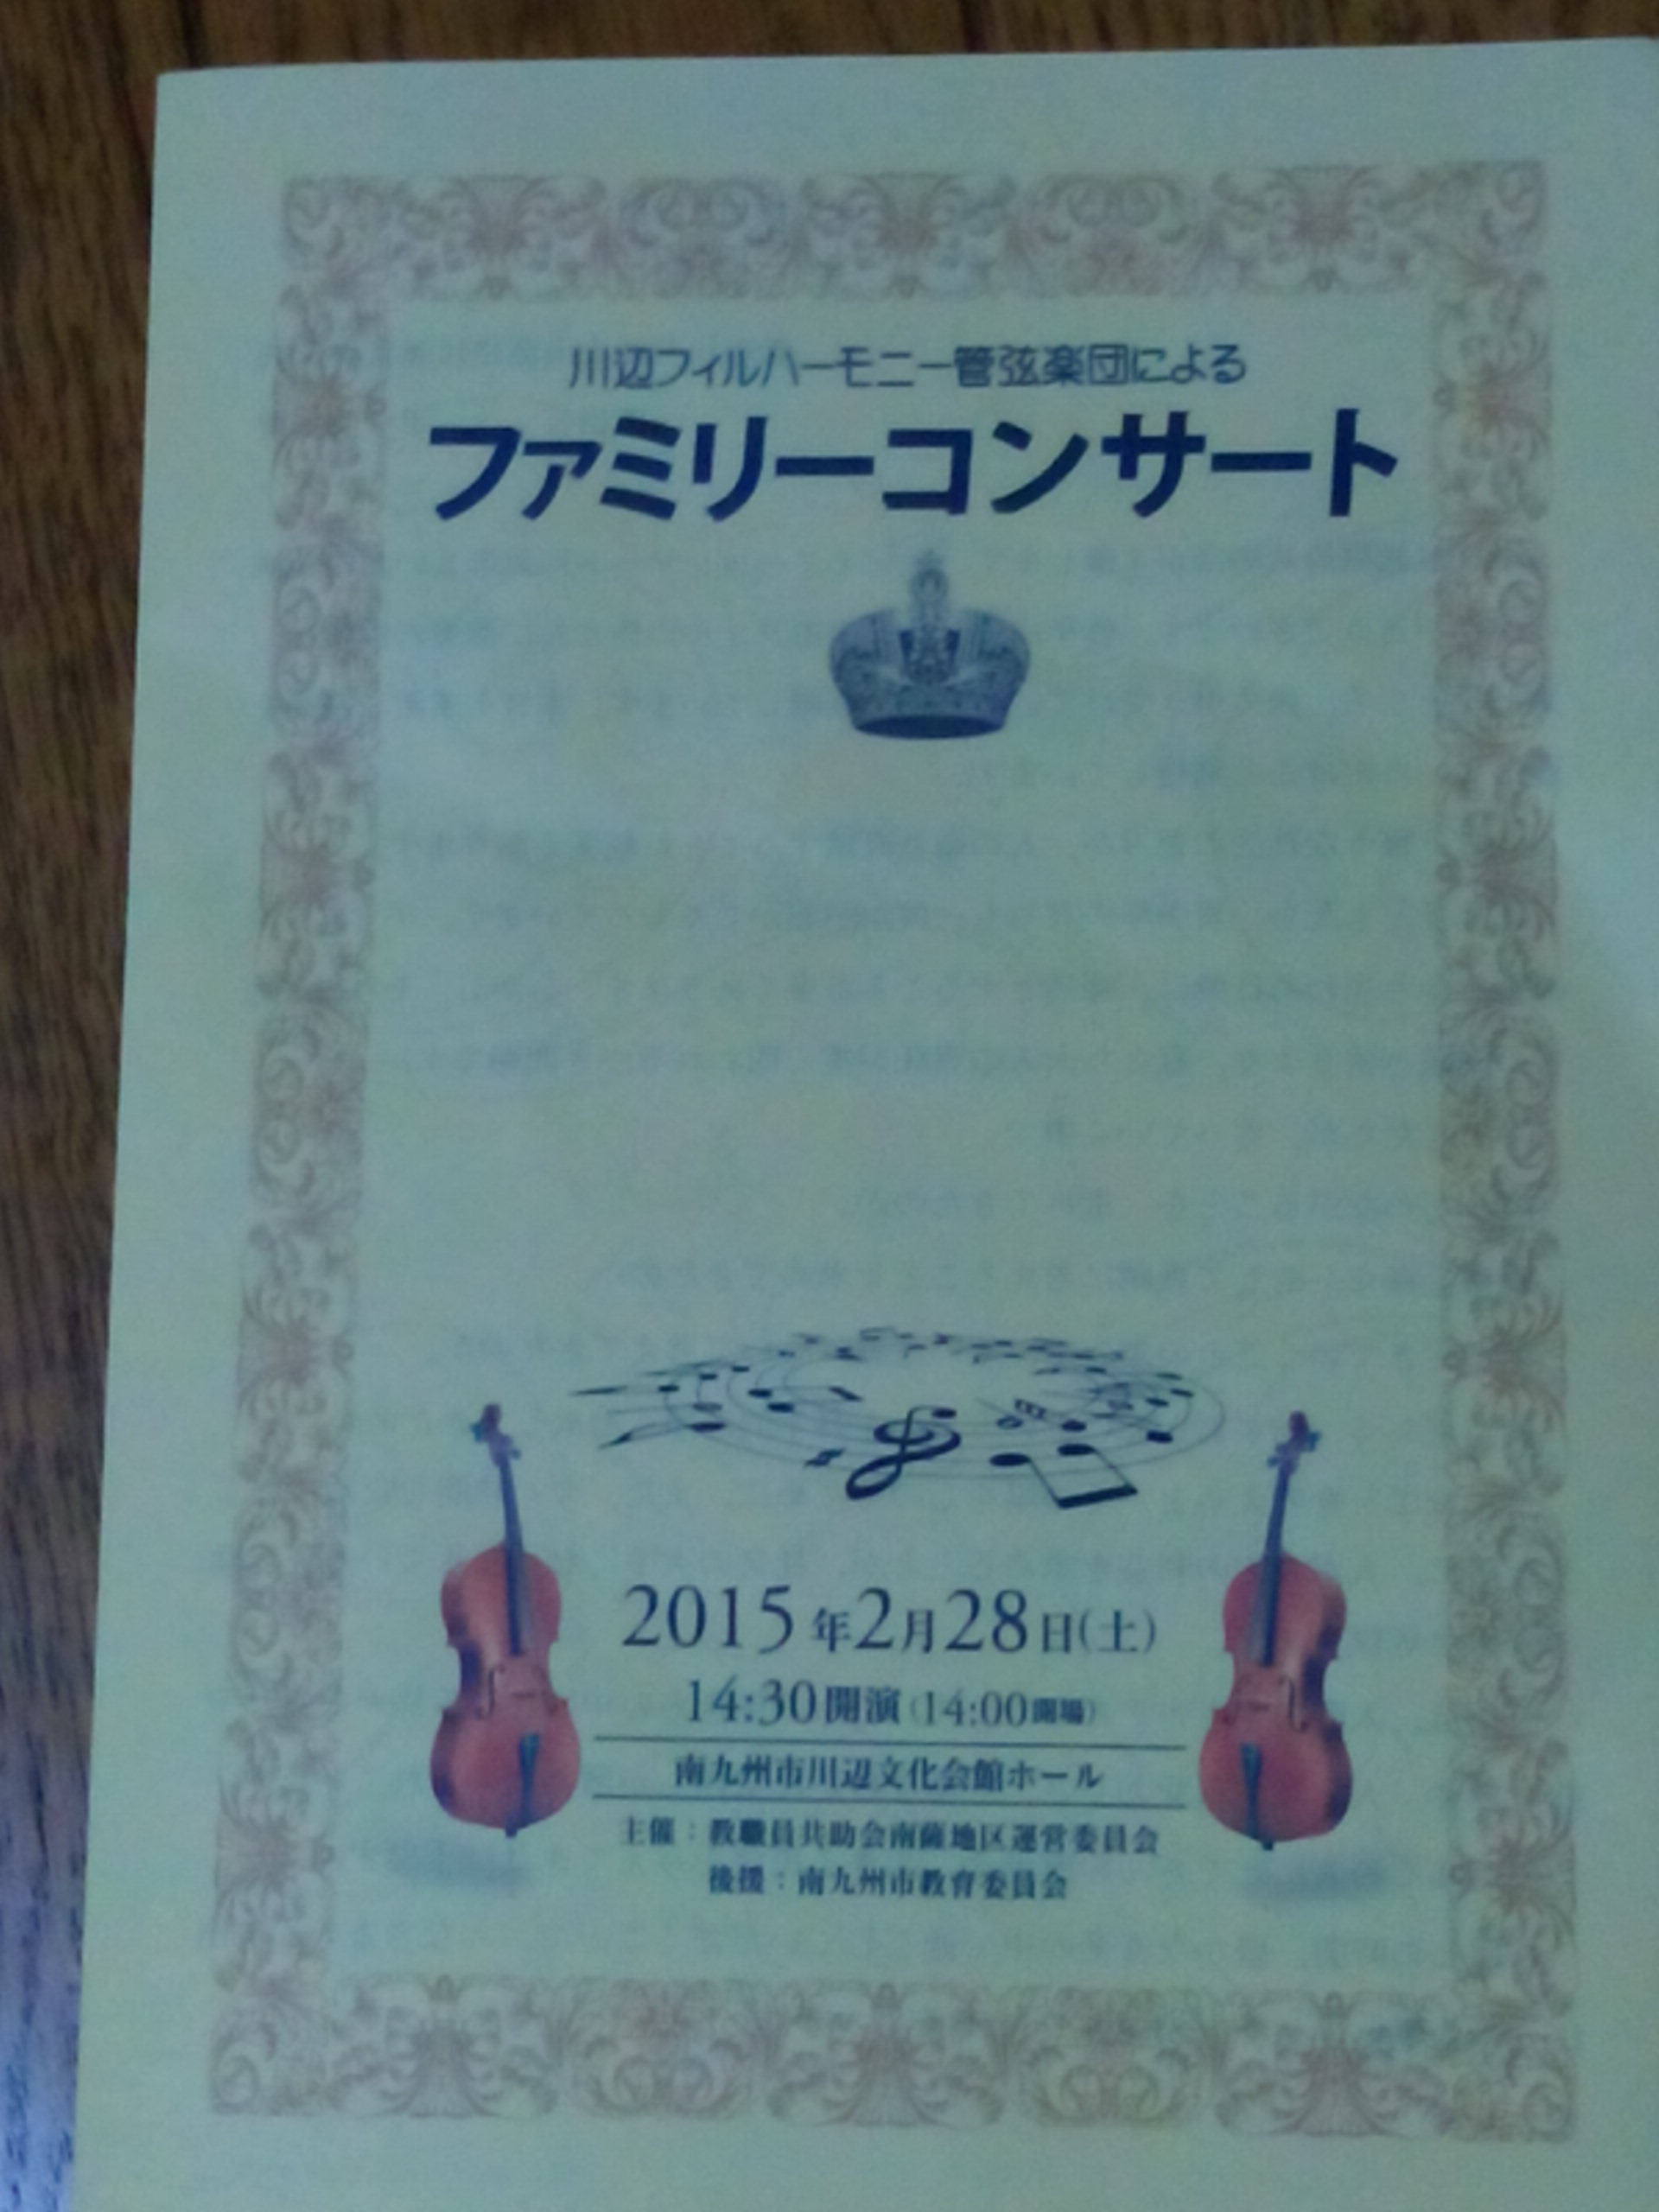 川辺フィルハーモニー管弦楽団による
ファミリーコンサート
2015年2月28日(土)
14:30開演(14:00開場)
南九州市川辺文化会館ホール
主催：教職員共助会南薩地区運営委員会
後援：南九州市教育委員会